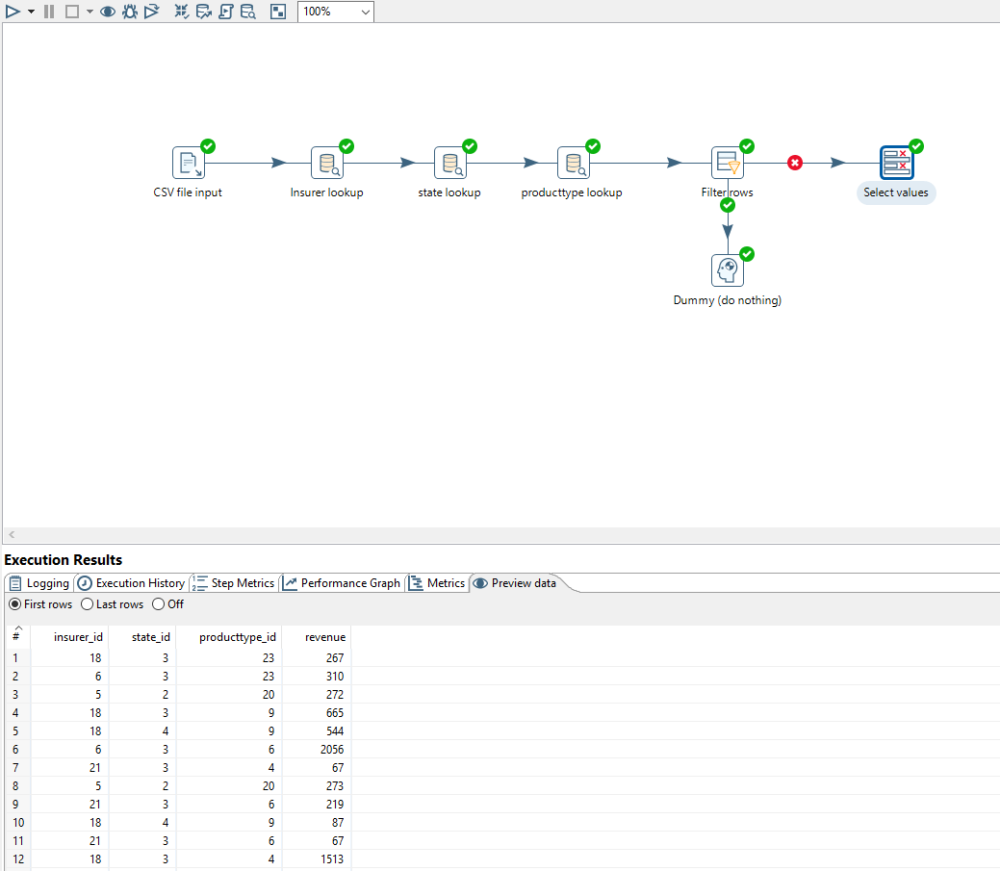 100%
CSV file input
Insurer lookup
state lookup
producttype lookup
Filter rows
Select values
Dummy (do nothing)
Execution Results
Logging Execution History Step Metrics Performance Graph Metrics Preview data
First rows Last rows Off
# insurer_id state_id producttype_id revenue
1 18 3 23 267
2 6 3 23 310
3 5 2 20 272
4 18 3 9 665
5 18 4 9 544
6 6 3 6 2056
7 21 3 4 67
8 5 2 20 273
9 21 3 6 219
10 18 4 9 87
11 21 3 6 67
12 18 3 4 1513